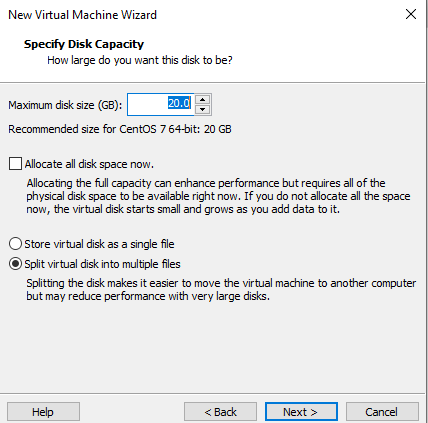 New Virtual Machine Wizard
Specify Disk Capacity
How large do you want this disk to be?
Maximum disk size (GB): 20.0
Recommended size for CentOS 7 64-bit: 20 GB
Allocate all disk space now.
Allocating the full capacity can enhance performance but requires all of the
physical disk space to be available right now. If you do not allocate all the space
now, the virtual disk starts small and grows as you add data to it.
Store virtual disk as a single file
Split virtual disk into multiple files
Splitting the disk makes it easier to move the virtual machine to another computer
but may reduce performance with very large disks.
Help < Back Next > Cancel